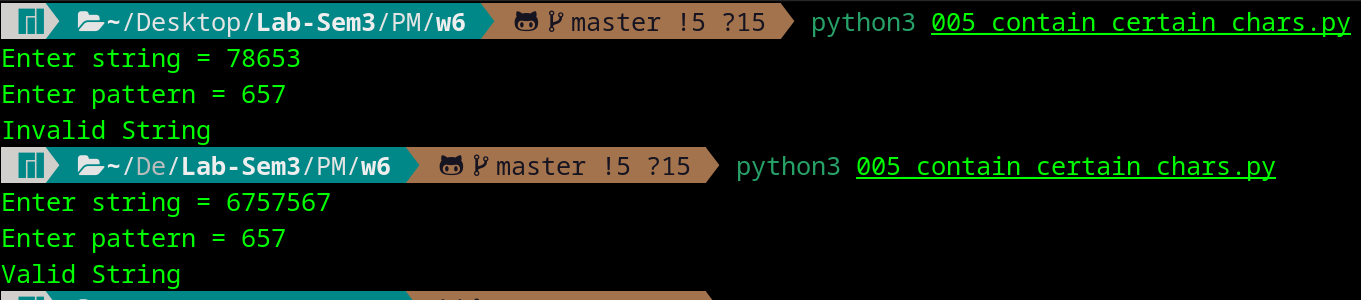 ~/Desktop/Lab-Sem3/PM/w6 master !5 ?15 python3 005_contain_certain_chars.py
Enter string = 78653
Enter pattern = 657
Invalid String
~/De/Lab-Sem3/PM/w6 master !5 ?15 python3 005_contain_certain_chars.py
Enter string = 6757567
Enter pattern = 657
Valid String